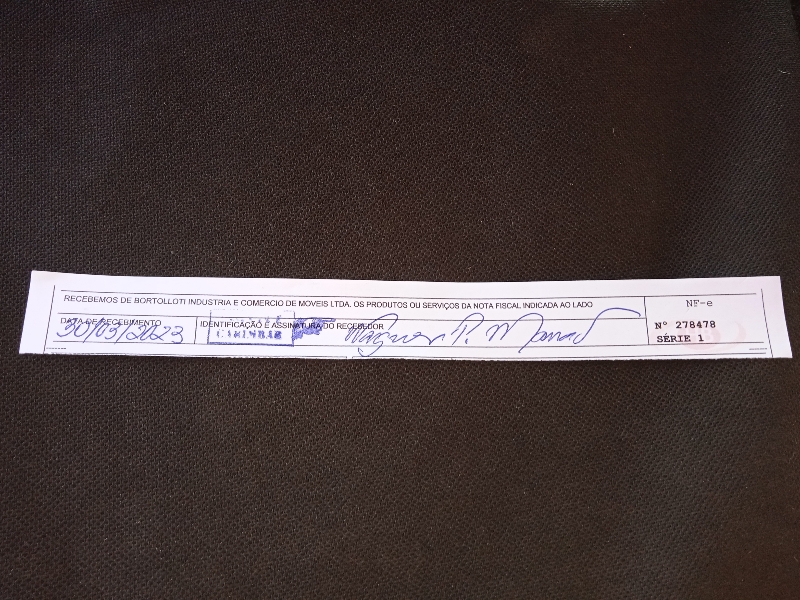 RECEBEMOS DE BORTOLLOTI INDUSTRIA E COMERCIO DE MOVEIS LTDA. OS PRODUTOS OU SERVIÇOS DA NOTA FISCAL INDICADA AO LADO
NF-e
DATA DE RECEBIMENTO
IDENTIFICAÇÃO E ASSINATURA DO RECEBEDOR
30/03/2023
Wagner P. M
Nº 278478
SÉRIE 1